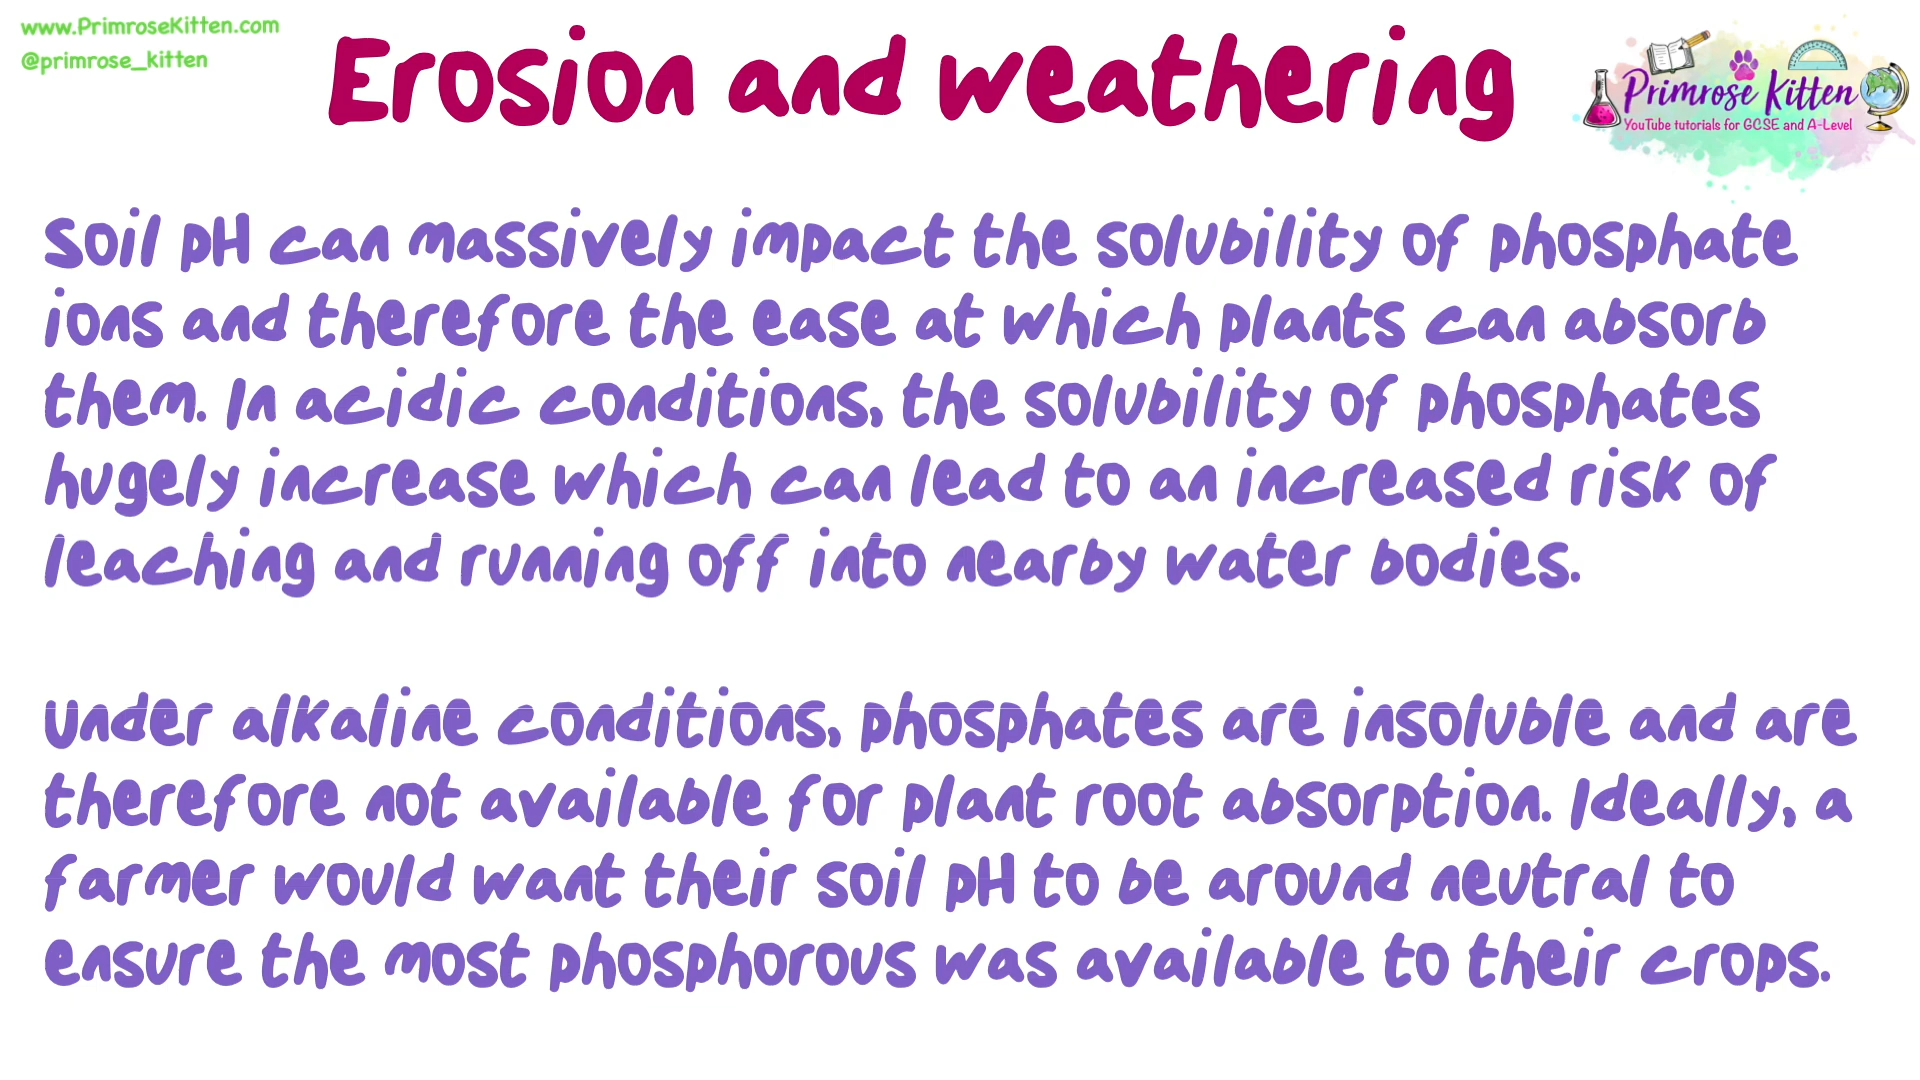 www.PrimroseKitten.com
@primrose_kitten
Erosion and weathering
Primrose Kitten
YouTube tutorials for GCSE and A-Level
Soil pH can massively impact the solubility of phosphate
ions and therefore the ease at which plants can absorb
them. In acidic conditions, the solubility of phosphates
hugely increase which can lead to an increased risk of
leaching and running off into nearby water bodies.
Under alkaline conditions, phosphates are insoluble and are
therefore not available for plant root absorption. Ideally, a
farmer would want their soil pH to be around neutral to
ensure the most phosphorous was available to their crops.